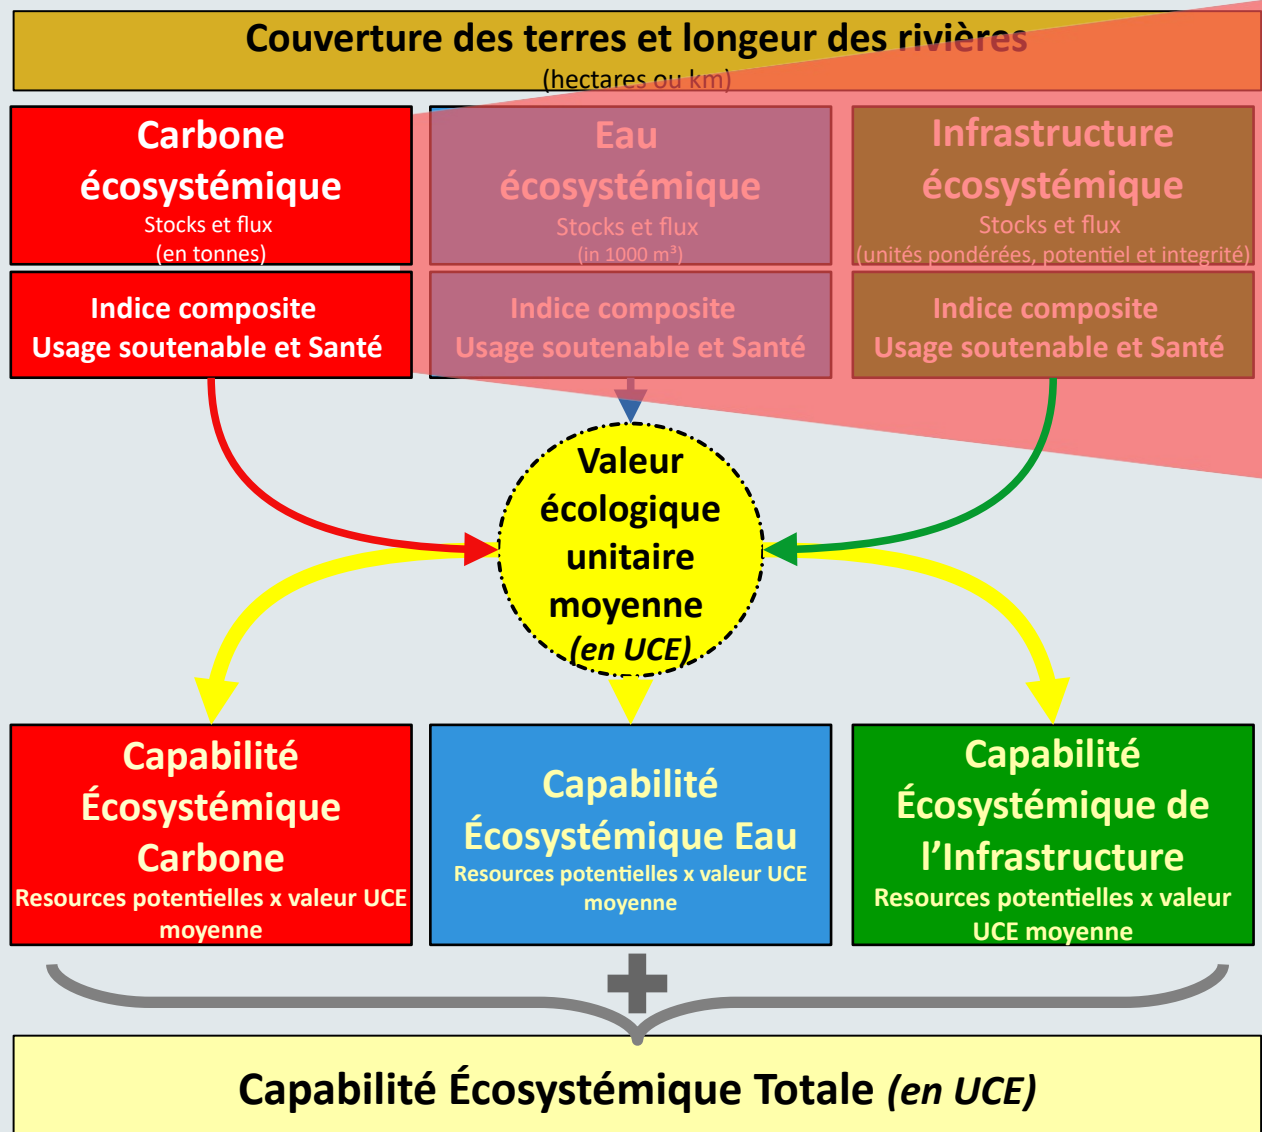 Couverture des terres et longeur des rivières
(hectares ou km)
Carbone
écosystémique
Stocks et flux
(en tonnes)
Eau
écosystémique
Stocks et flux
(in 1000 m³)
Infrastructure
écosystémique
Stocks et flux
(unités pondérées, potentiel et integrité)
Indice composite
Usage soutenable et Santé
Indice composite
Usage soutenable et Santé
Indice composite
Usage soutenable et Santé
Valeur
écologique
unitaire
moyenne
(en UCE)
Capabilité
Écosystémique
Carbone
Resources potentielles x valeur UCE
moyenne
Capabilité
Écosystémique Eau
Resources potentielles x valeur UCE
moyenne
Capabilité
Écosystémique de
l’Infrastructure
Resources potentielles x valeur
UCE moyenne
Capabilité Écosystémique Totale (en UCE)